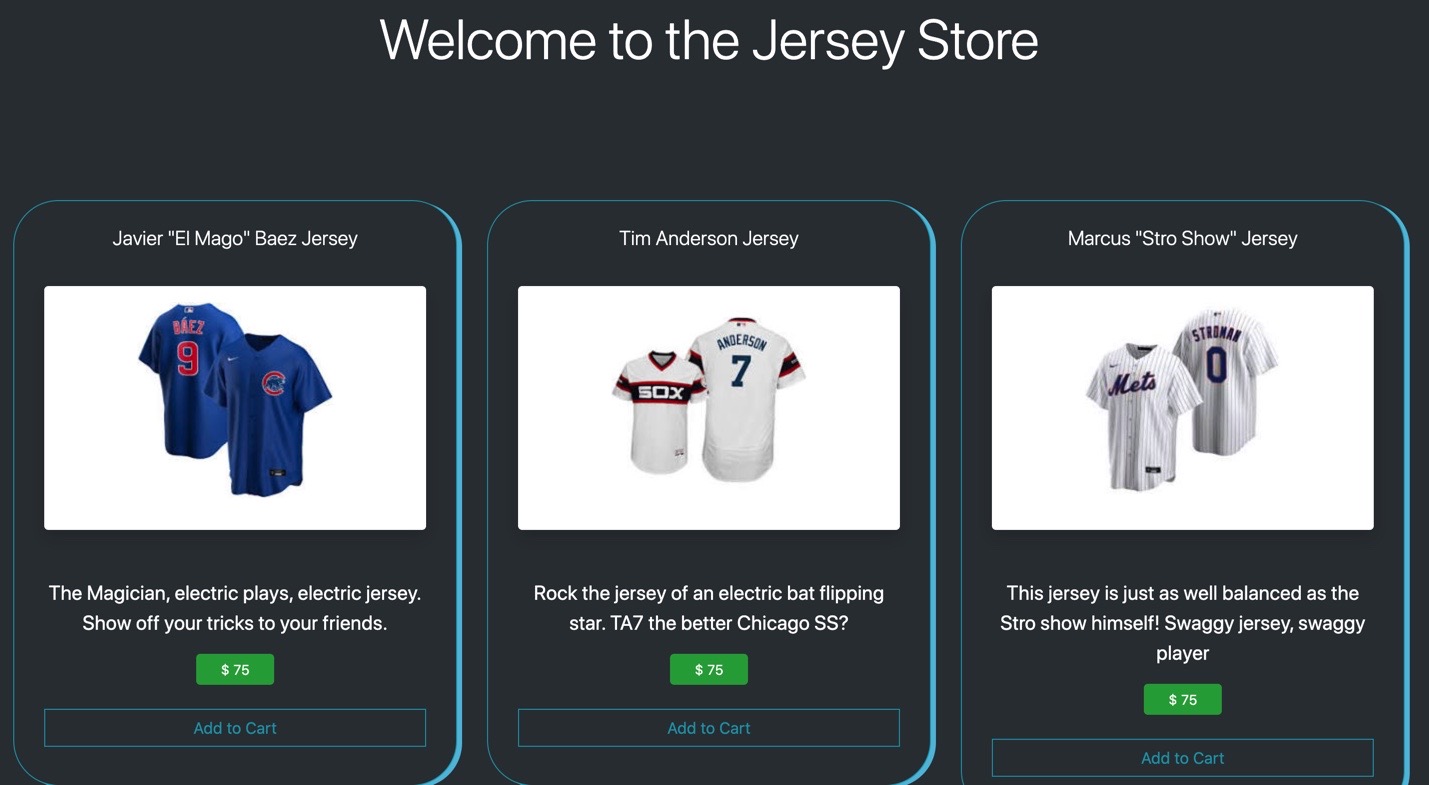 Welcome to the Jersey Store
Javier "El Mago" Baez Jersey
BÁEZ
9
C
The Magician, electric plays, electric jersey.
Show off your tricks to your friends.
$ 75
Add to Cart
Tim Anderson Jersey
ANDERSON
7
SOX
Rock the jersey of an electric bat flipping
star. TA7 the better Chicago SS?
$ 75
Add to Cart
Marcus "Stro Show" Jersey
STROMAN
0
Mets
This jersey is just as well balanced as the
Stro show himself! Swaggy jersey, swaggy
player
$ 75
Add to Cart